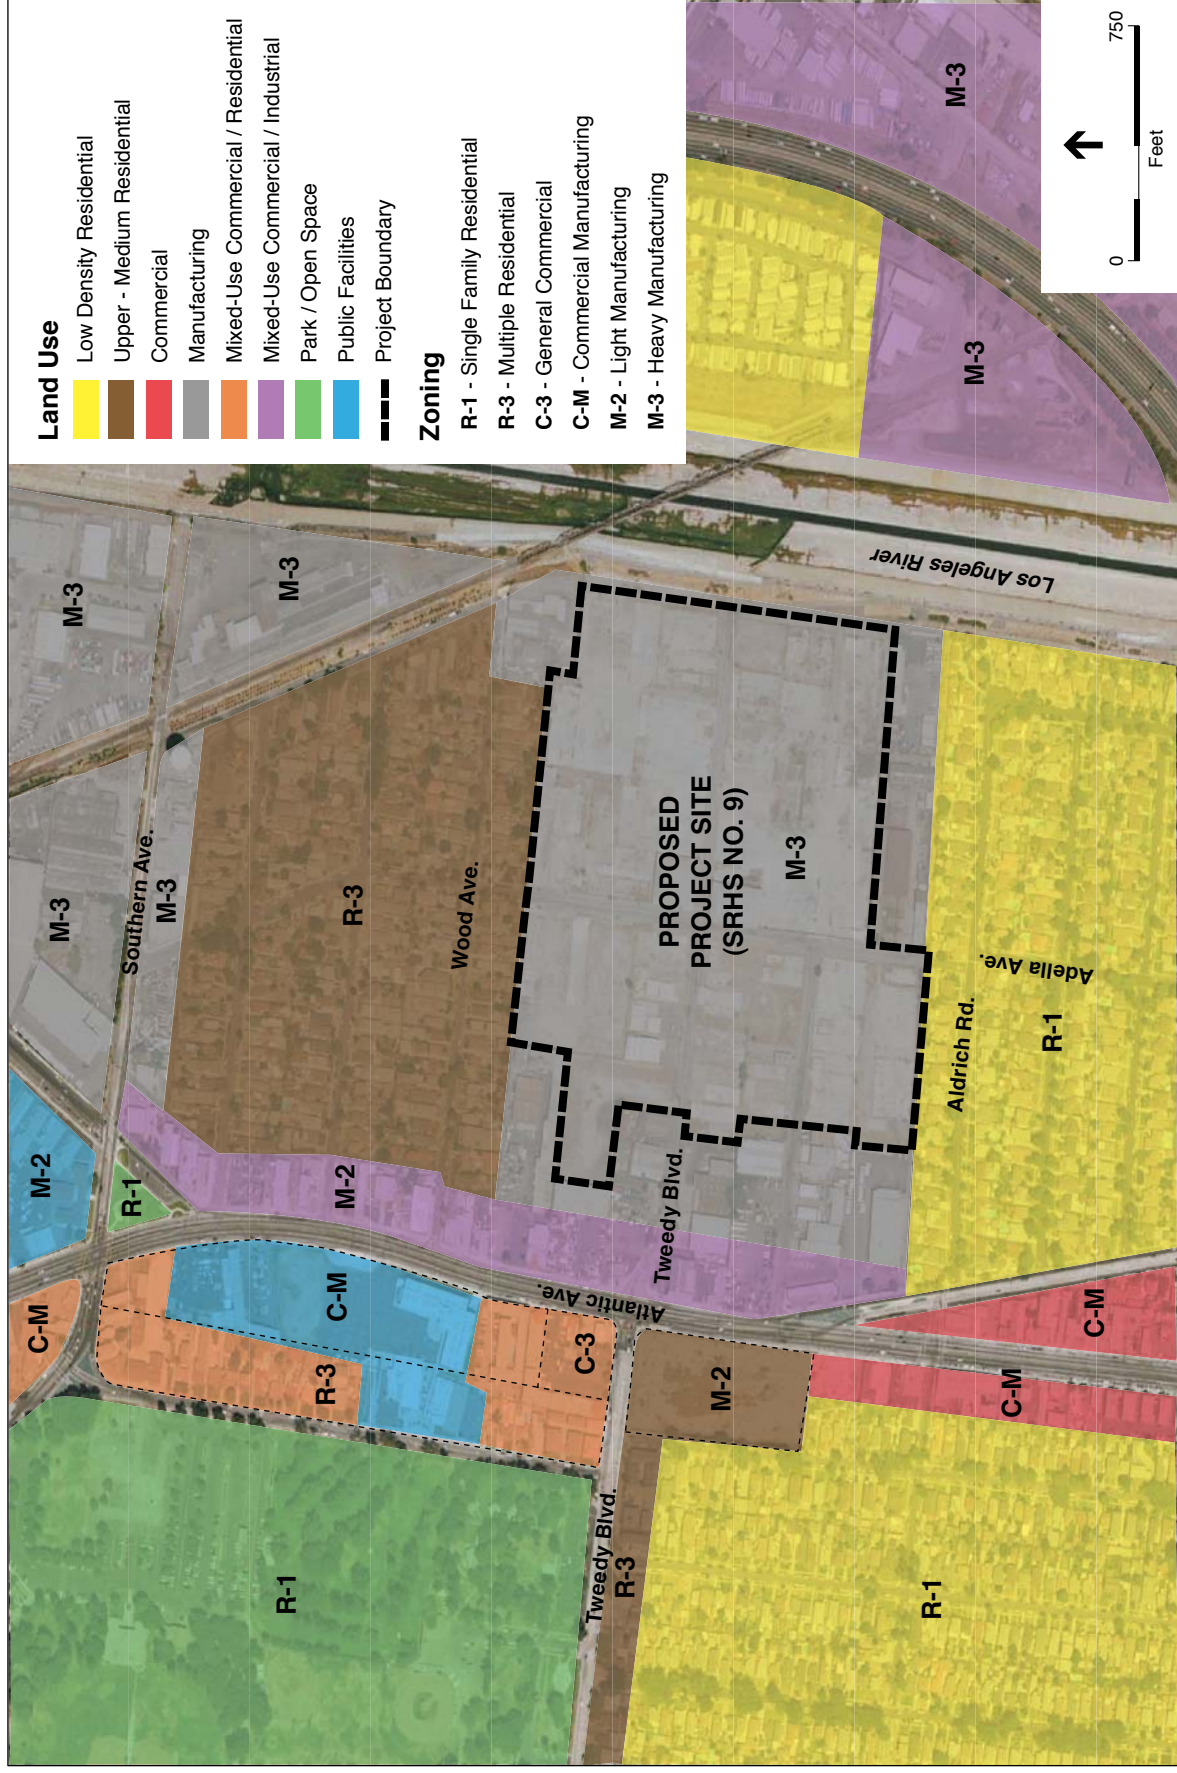 Land Use
Low Density Residential
Upper - Medium Residential
Commercial
Manufacturing
Mixed-Use Commercial / Residential
Mixed-Use Commercial / Industrial
Park / Open Space
Public Facilities
Project Boundary
Zoning
R-1 - Single Family Residential
R-3 - Multiple Residential
C-3 - General Commercial
C-M - Commercial Manufacturing
M-2 - Light Manufacturing
M-3 - Heavy Manufacturing
C-M
M-2
M-3
M-3
R-1
Southern Ave.
M-3
M-3
R-1
R-3
C-M
M-2
R-3
Wood Ave.
C-3
Atlantic Ave.
Tweedy Blvd.
Tweedy Blvd.
R-3
M-2
PROPOSED
PROJECT SITE
(SRHS NO. 9)
M-3
Los Angeles River
M-3
M-3
R-1
C-M
C-M
Aldrich Rd.
Adella Ave.
R-1
0
750
Feet